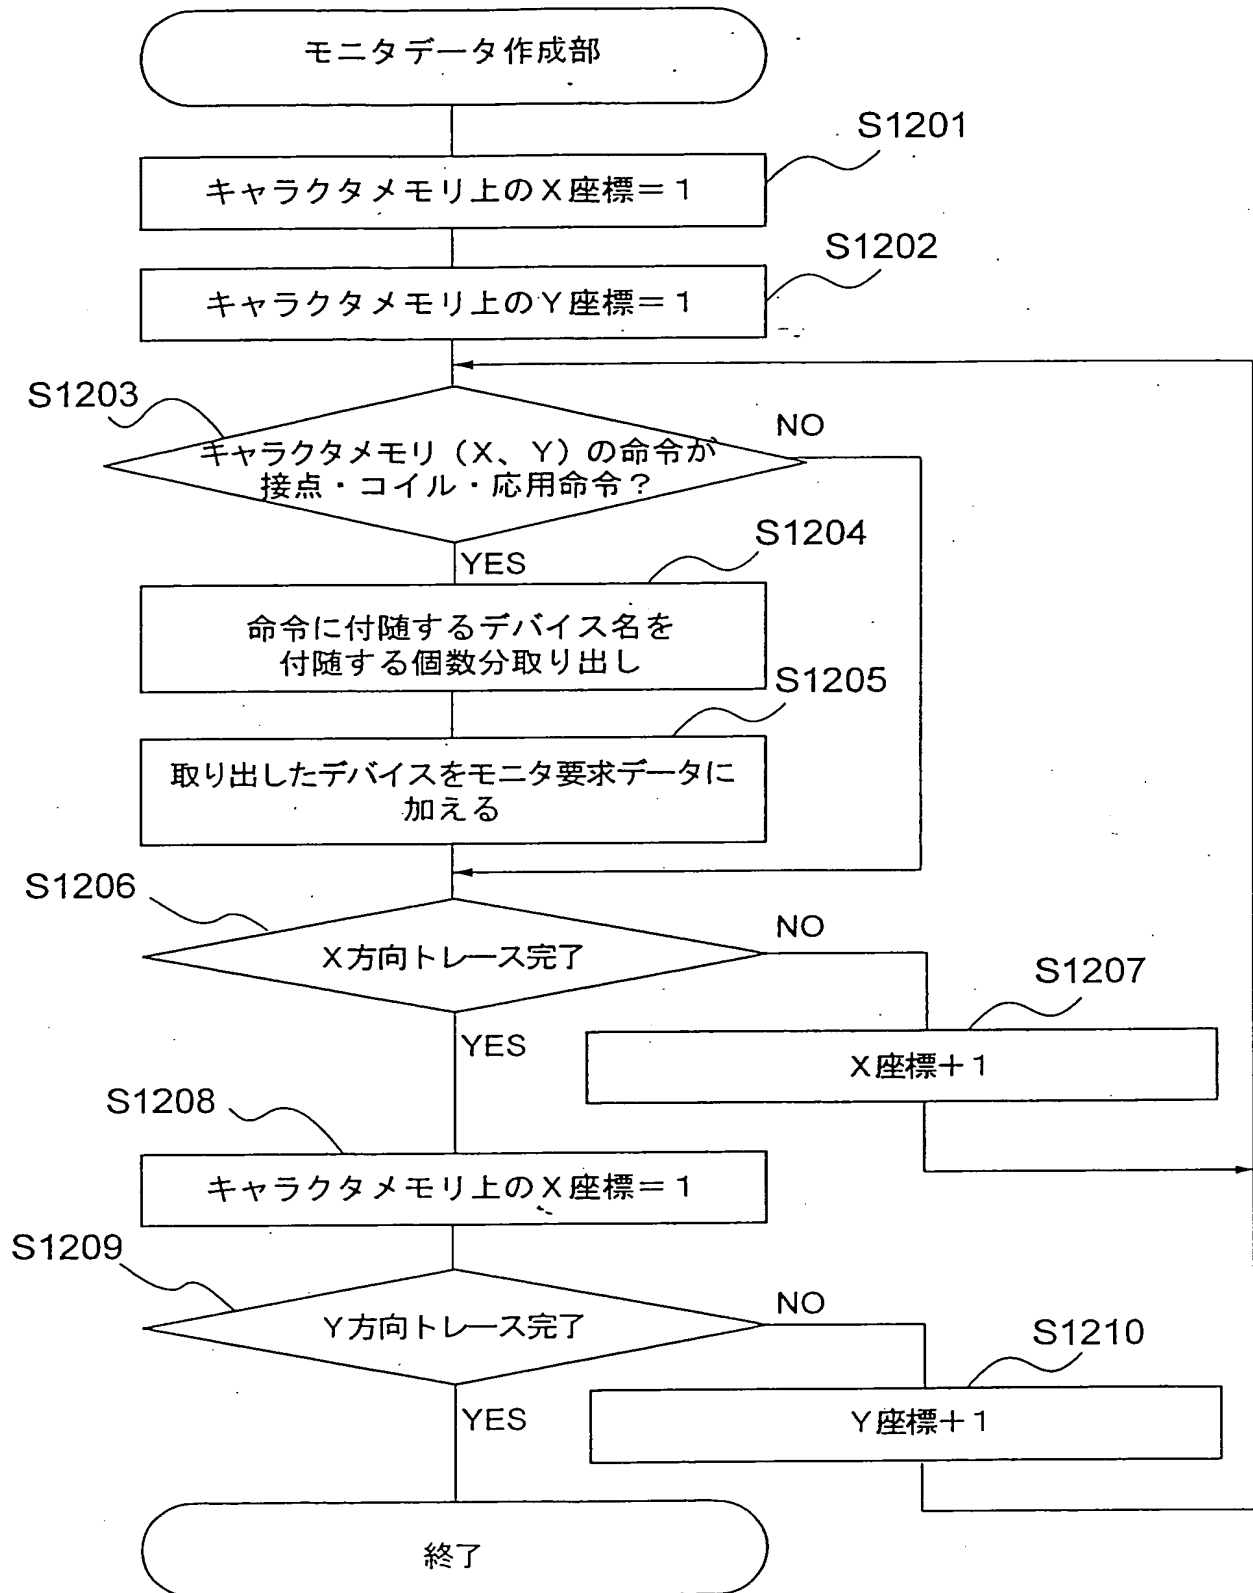 モニタデータ作成部
S1201
キャラクタメモリ上のX座標=1
S1202
キャラクタメモリ上のY座標=1
S1203
NO
キャラクタメモリ(X、Y)の命令が
接点・コイル・応用命令?
S1204
YES
命令に付随するデバイス名を
付随する個数分取り出し
S1205
取り出したデバイスをモニタ要求データに
加える
S1206
NO
X方向トレース完了
S1207
YES
X座標+1
S1208
キャラクタメモリ上のX座標=1
S1209
NO
Y方向トレース完了
S1210
YES
Y座標+1
終了